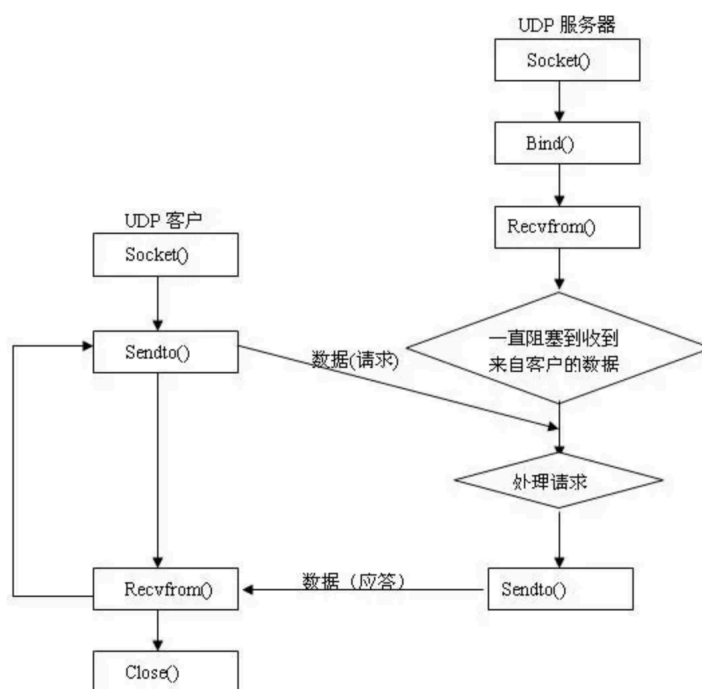 UDP 服务器
Socket()
Bind()
Recvfrom()
一直阻塞到收到
来自客户的数据
处理请求
Sendto()
UDP 客户
Socket()
Sendto()
数据(请求)
Recvfrom()
数据（应答）
Close()